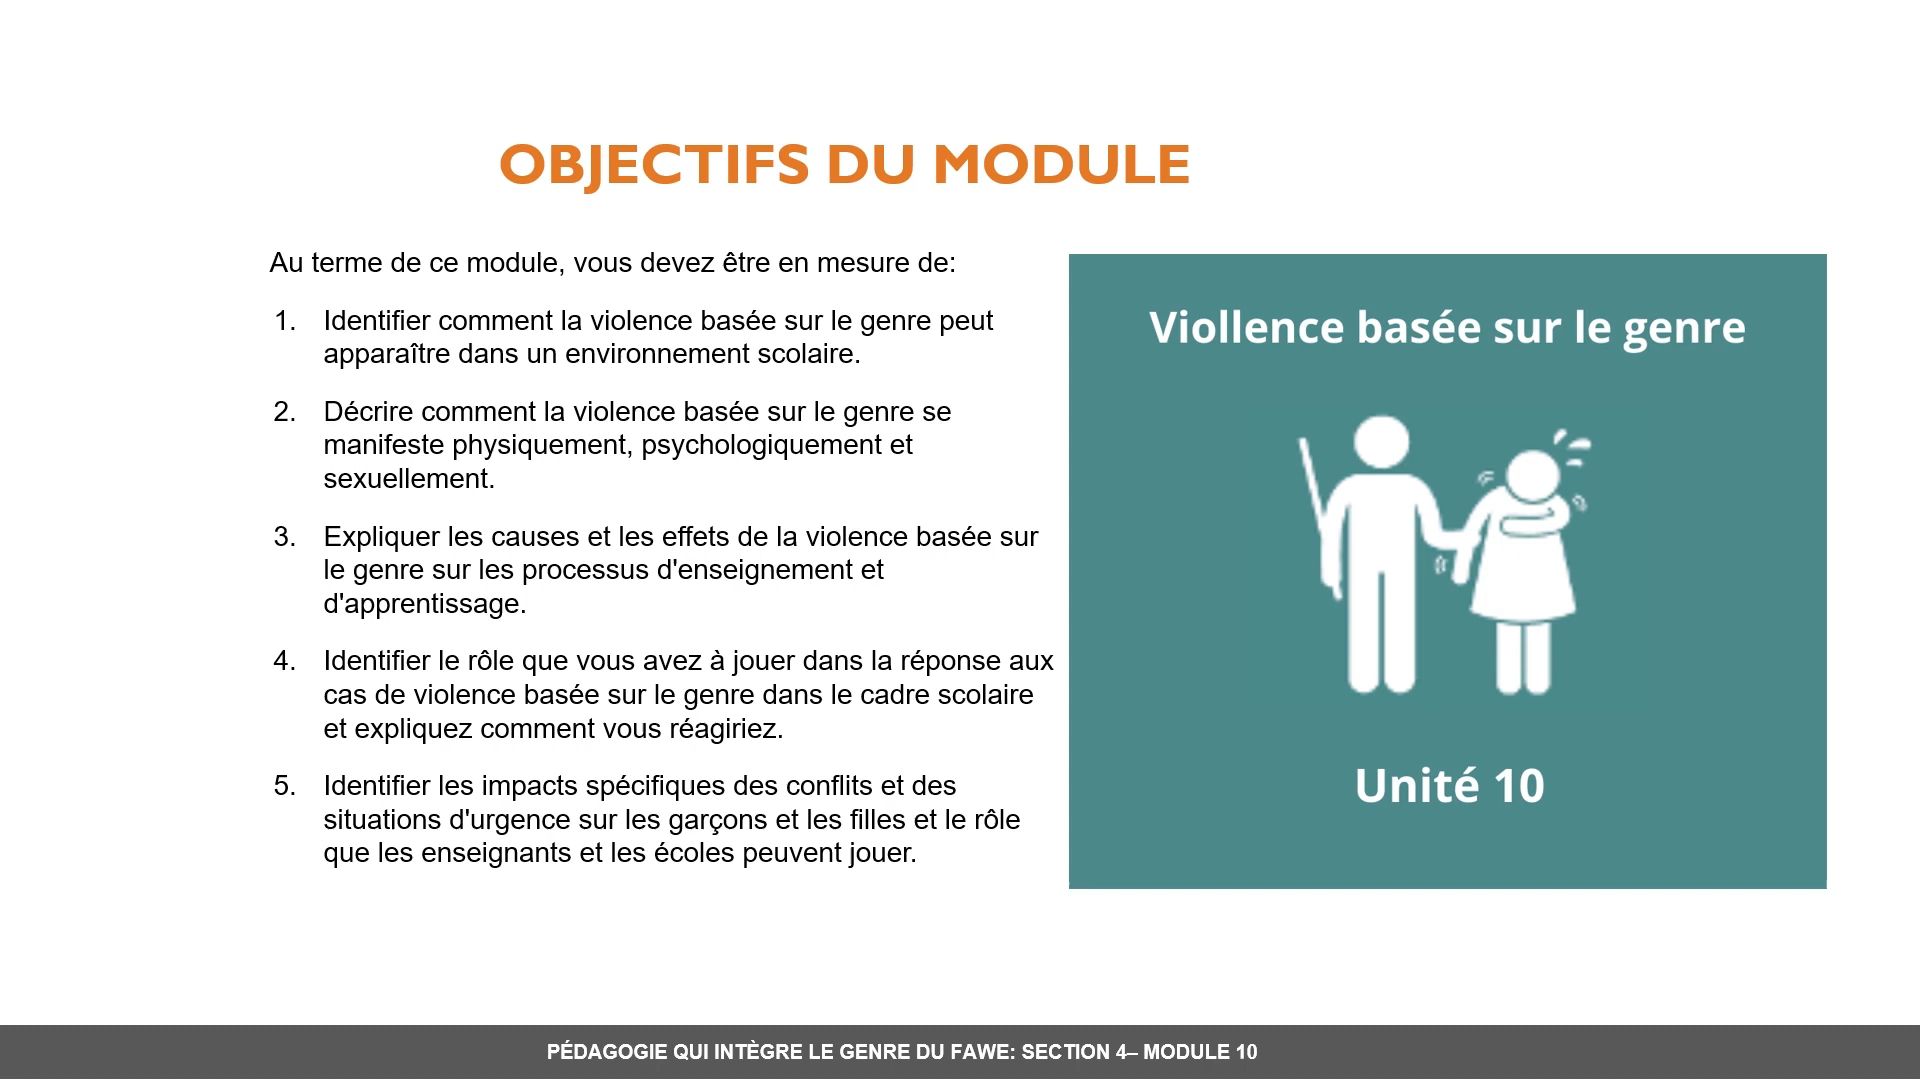 OBJECTIFS DU MODULE
Au terme de ce module, vous devez être en mesure de:
1. Identifier comment la violence basée sur le genre peut
apparaître dans un environnement scolaire.
2. Décrire comment la violence basée sur le genre se
manifeste physiquement, psychologiquement et
sexuellement.
3. Expliquer les causes et les effets de la violence basée sur
le genre sur les processus d'enseignement et
d'apprentissage.
4. Identifier le rôle que vous avez à jouer dans la réponse aux
cas de violence basée sur le genre dans le cadre scolaire
et expliquez comment vous réagiriez.
5. Identifier les impacts spécifiques des conflits et des
situations d'urgence sur les garçons et les filles et le rôle
que les enseignants et les écoles peuvent jouer.
Viollence basée sur le genre
Unité 10
PÉDAGOGIE QUI INTÈGRE LE GENRE DU FAWE: SECTION 4– MODULE 10